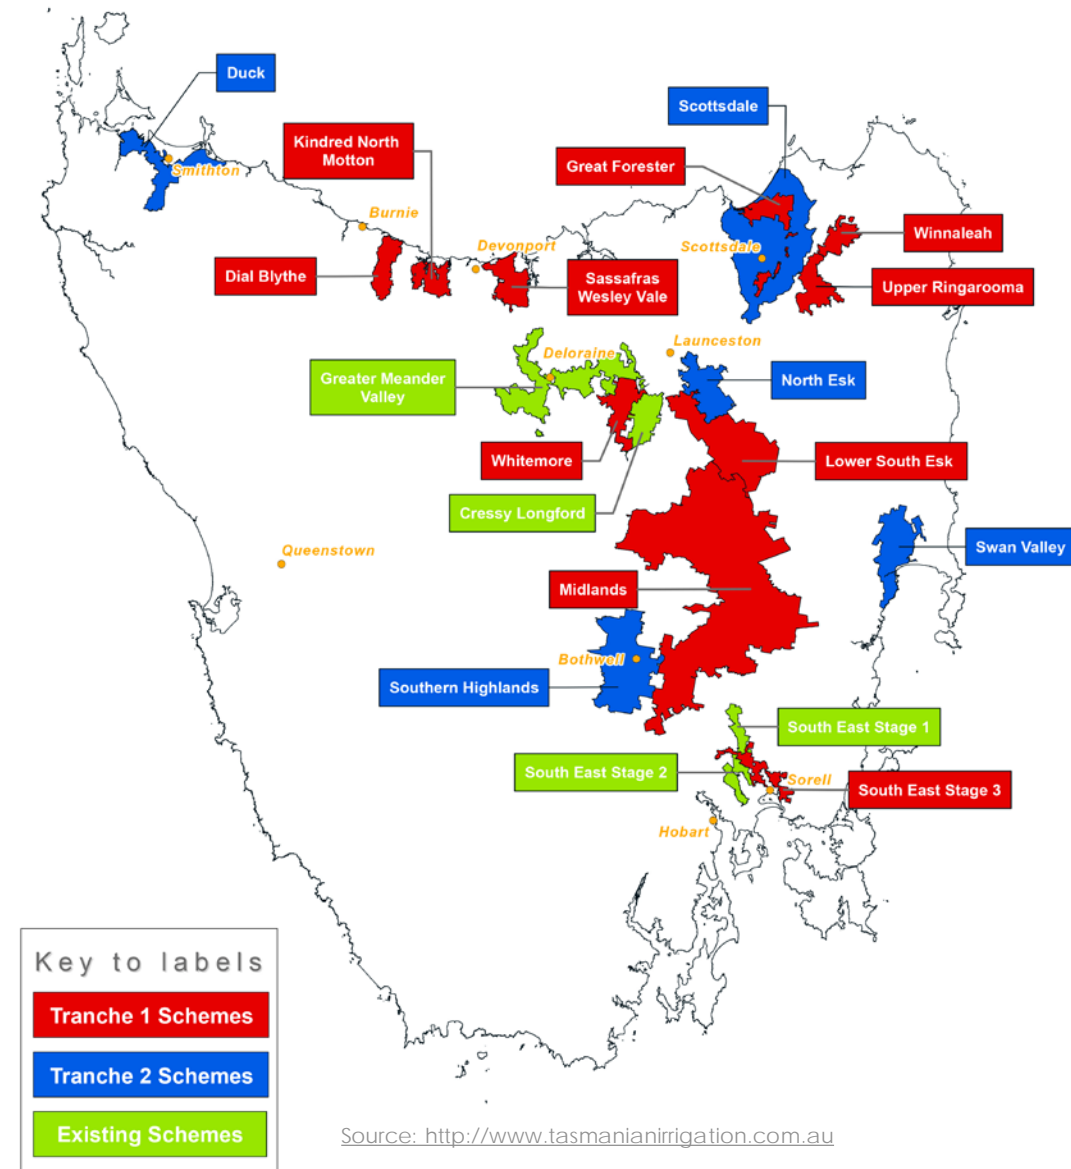 Duck
Scottsdale
Kindred North
Motton
Great Forester
Smithton
Burnie
Winnaleah
Devonport
Scottsdale
Dial Blythe
Sassafras
Wesley Vale
Upper Ringarooma
Launceston
Deloraine
Greater Meander
Valley
North Esk
Whitemore
Lower South Esk
Cressy Longford
Queenstown
Swan Valley
Midlands
Bothwell
Southern Highlands
South East Stage 1
South East Stage 2
Sorell
South East Stage 3
Hobart
Key to labels
Tranche 1 Schemes
Tranche 2 Schemes
Existing Schemes
Source: http://www.tasmanianirrigation.com.au